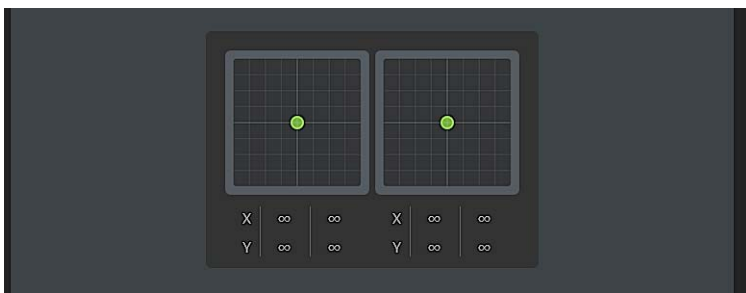 X ∞ ∞ X ∞ ∞
Y ∞ ∞ Y ∞ ∞